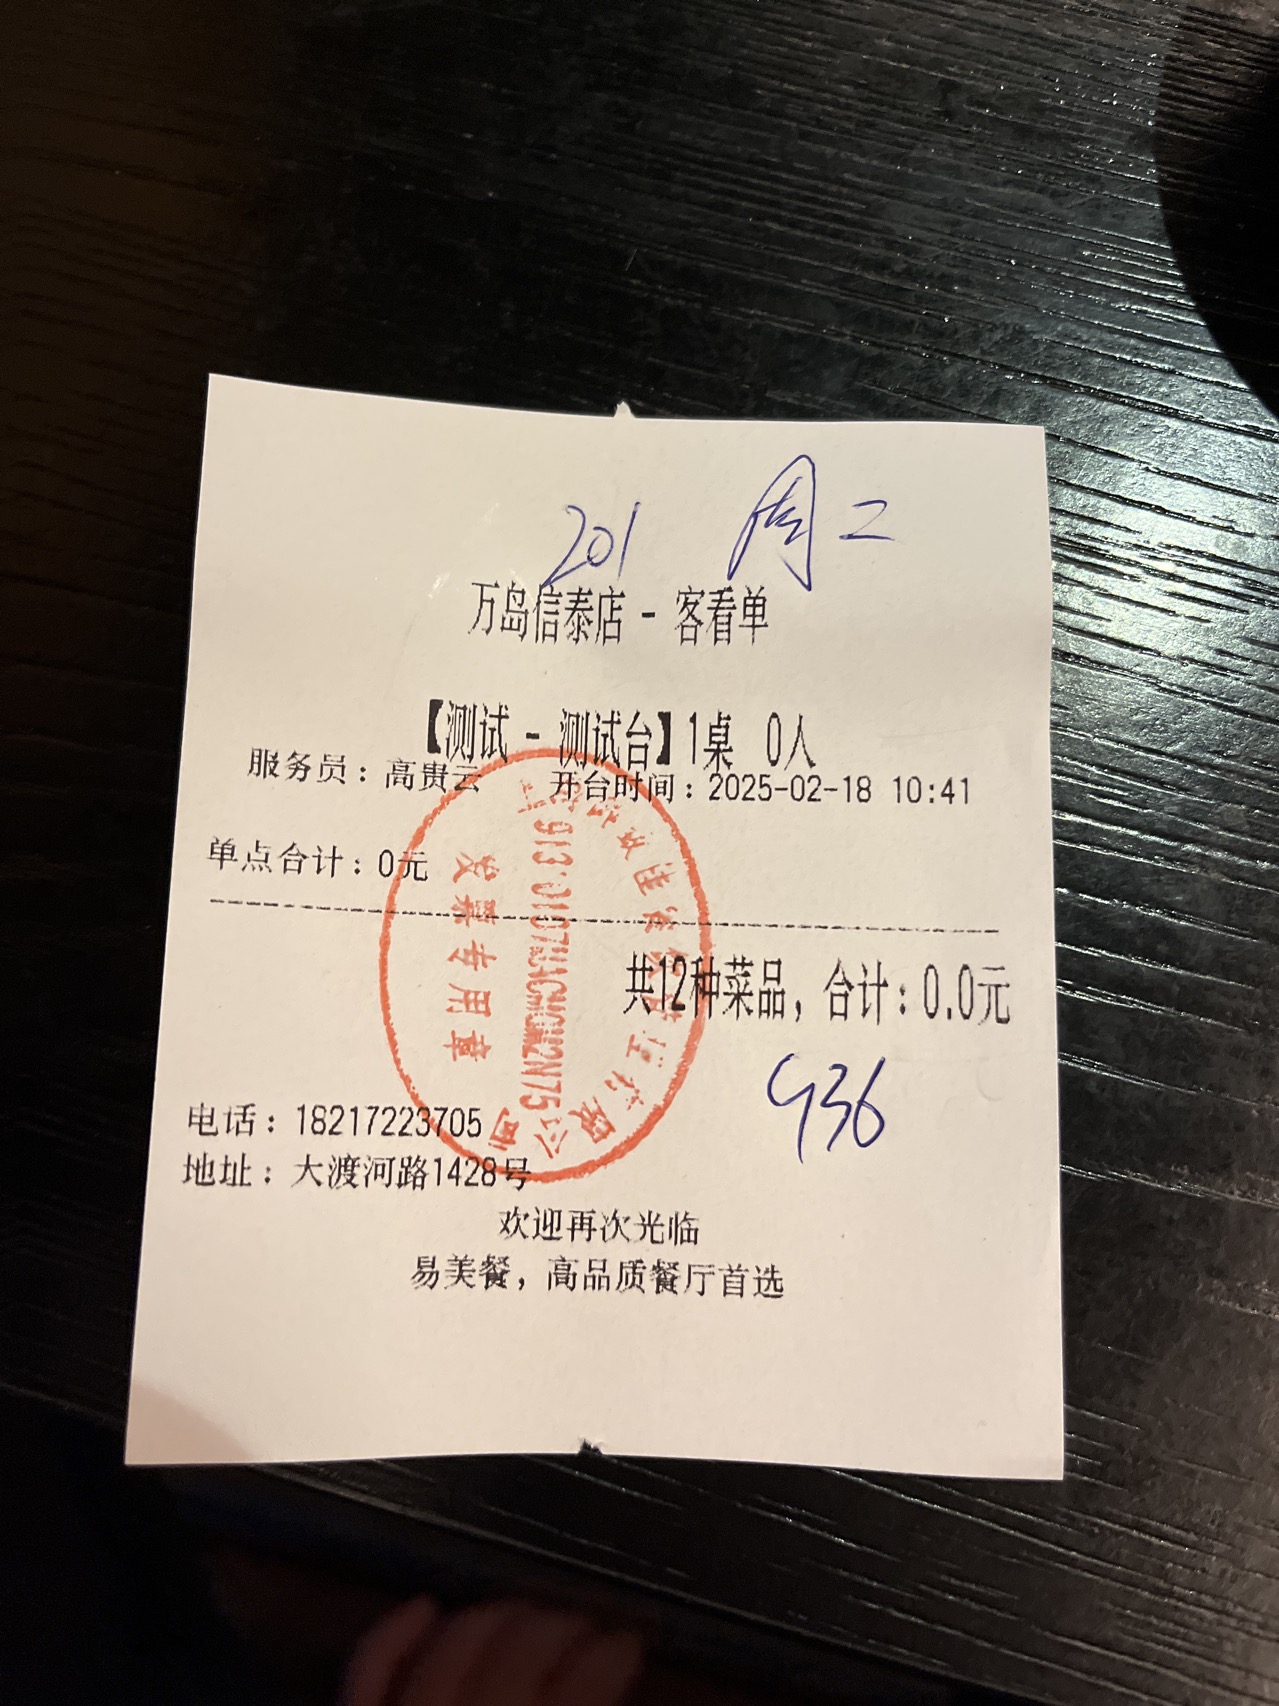 201 周二
万岛信泰店 - 客看单
【测试 - 测试台】1桌 0人
服务员：高贵云 开台时间：2025-02-18 10:41
单点合计：0元
共12种菜品，合计：0.0元
936
发票专用章
电话：18217223705
地址：大渡河路1428号
欢迎再次光临
易美餐，高品质餐厅首选